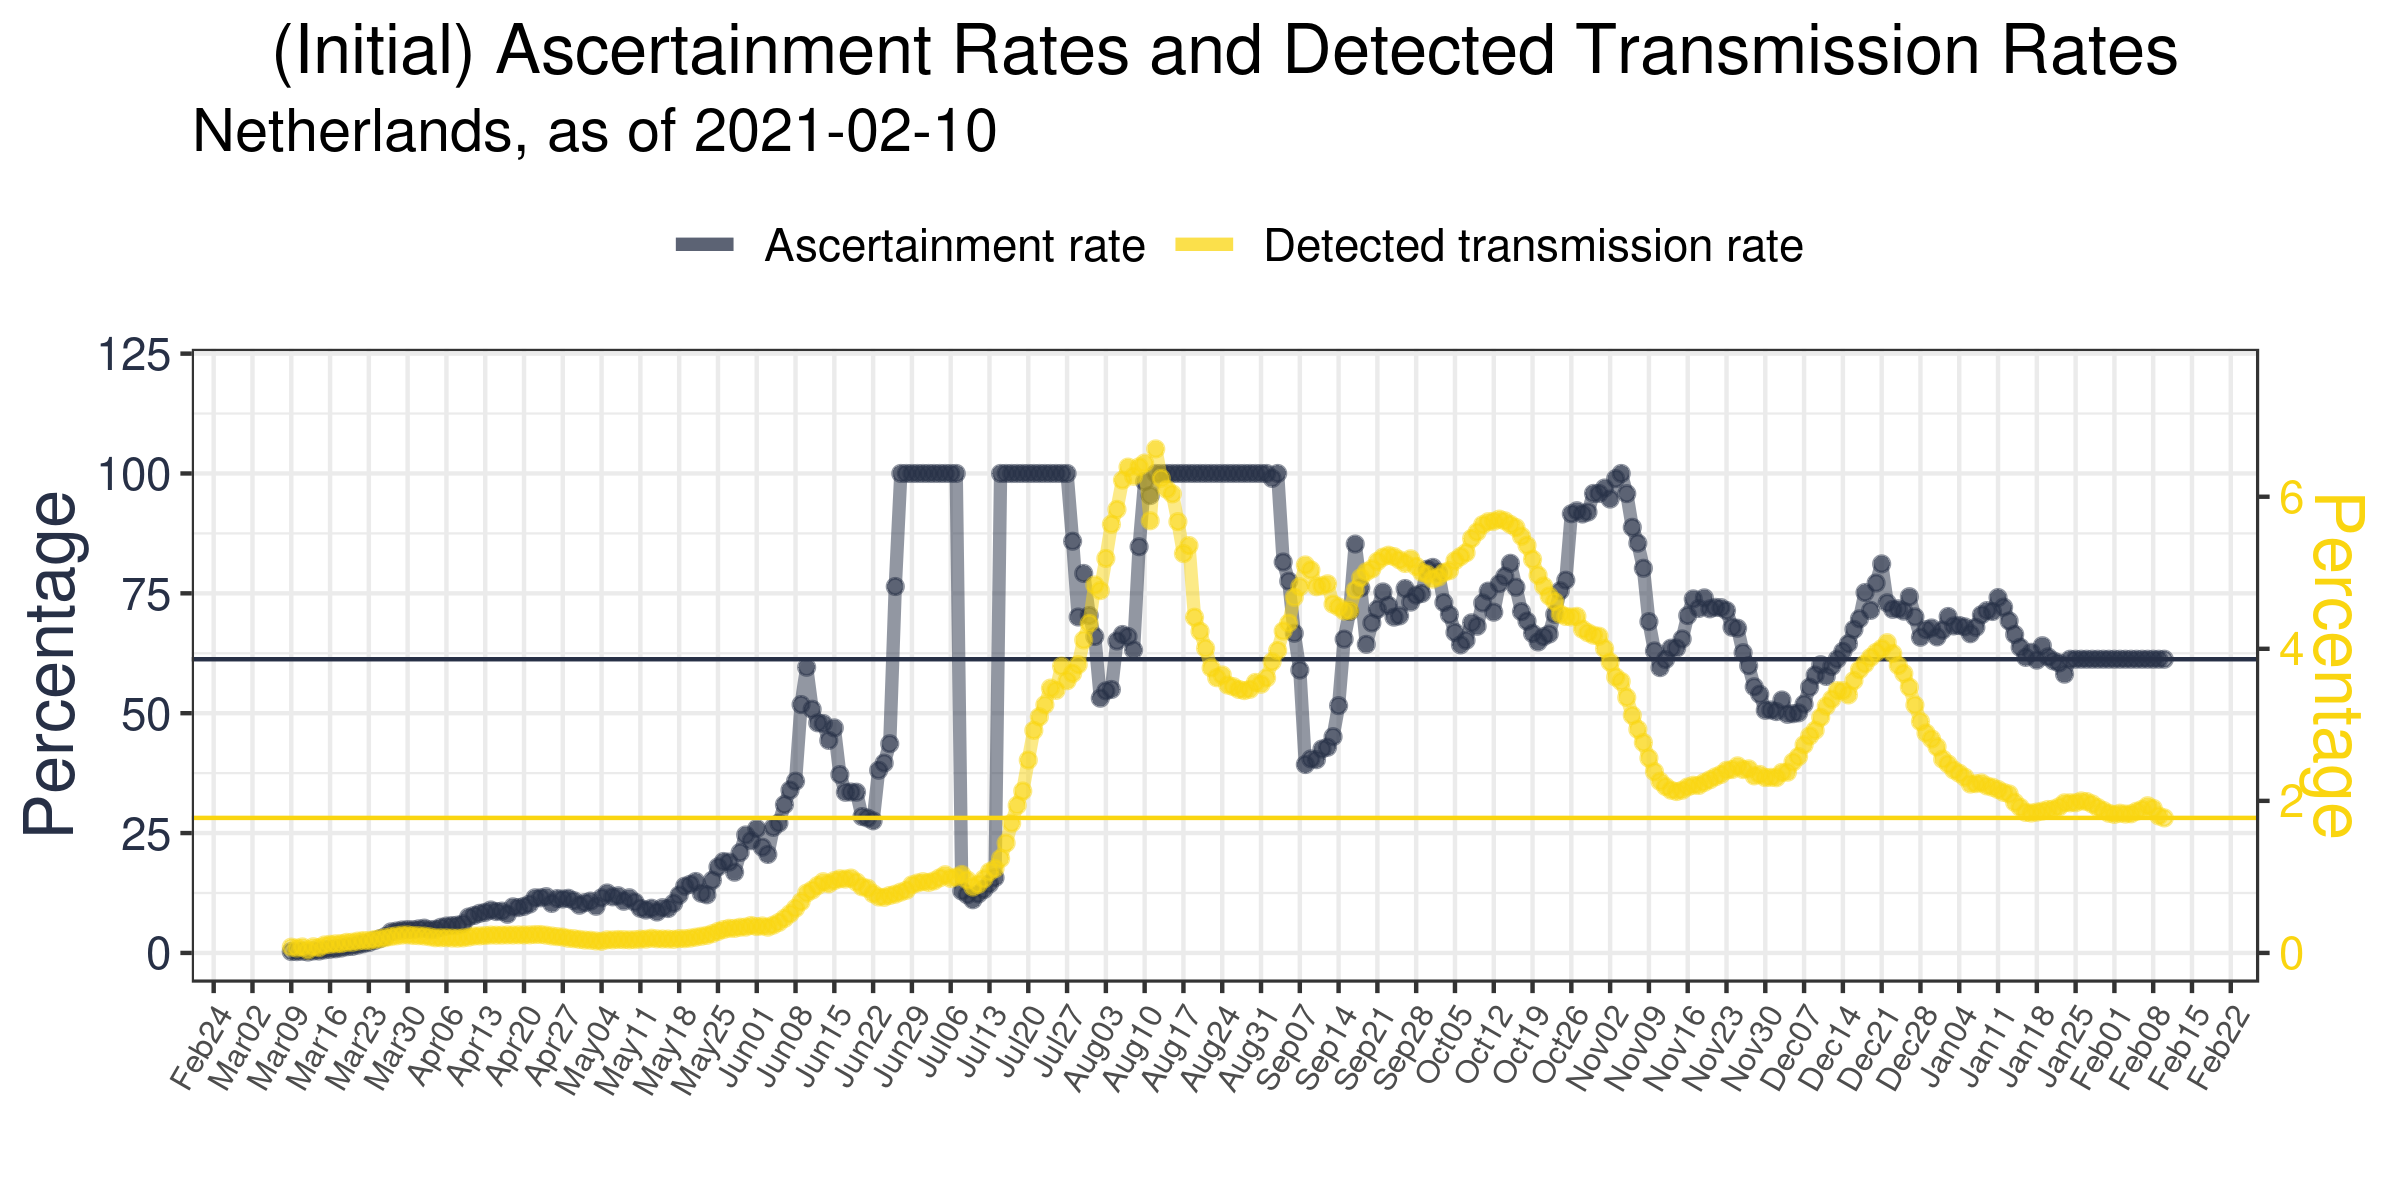 (Initial) Ascertainment Rates and Detected Transmission Rates
Netherlands, as of 2021-02-10
Ascertainment rate Detected transmission rate
Percentage
125
100
75
50
25
0
6
4
2
0
Percentage
Feb24 Mar02 Mar09 Mar16 Mar23 Mar30 Apr06 Apr13 Apr20 Apr27 May04 May11 May18 May25 Jun01 Jun08 Jun15 Jun22 Jun29 Jul06 Jul13 Jul20 Jul27 Aug03 Aug10 Aug17 Aug24 Aug31 Sep07 Sep14 Sep21 Sep28 Oct05 Oct12 Oct19 Oct26 Nov02 Nov09 Nov16 Nov23 Nov30 Dec07 Dec14 Dec21 Dec28 Jan04 Jan11 Jan18 Jan25 Feb01 Feb08 Feb15 Feb22